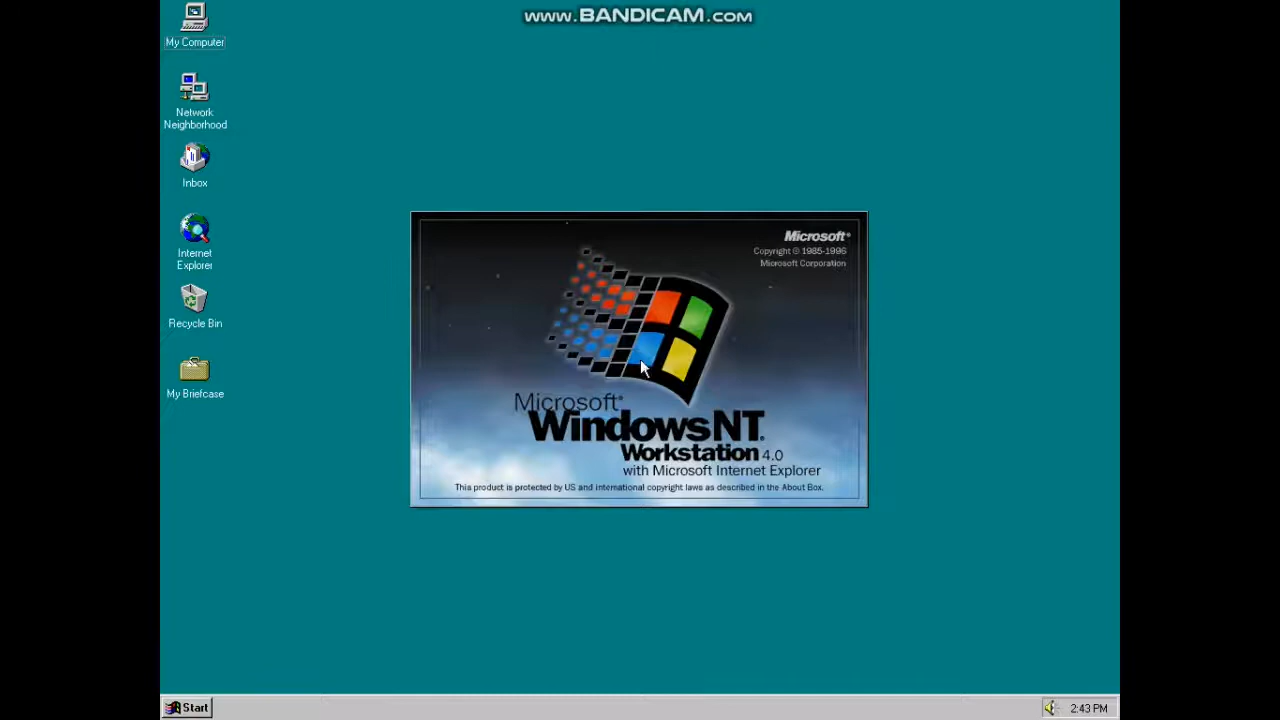 www.BANDICAM.com
My Computer
Network
Neighborhood
Inbox
Internet
Explorer
Recycle Bin
My Briefcase
Microsoft®
Copyright © 1985-1996
Microsoft Corporation
Microsoft®
WindowsNT®
Workstation 4.0
with Microsoft Internet Explorer
This product is protected by US and international copyright laws as described in the About Box.
Start
2:43 PM